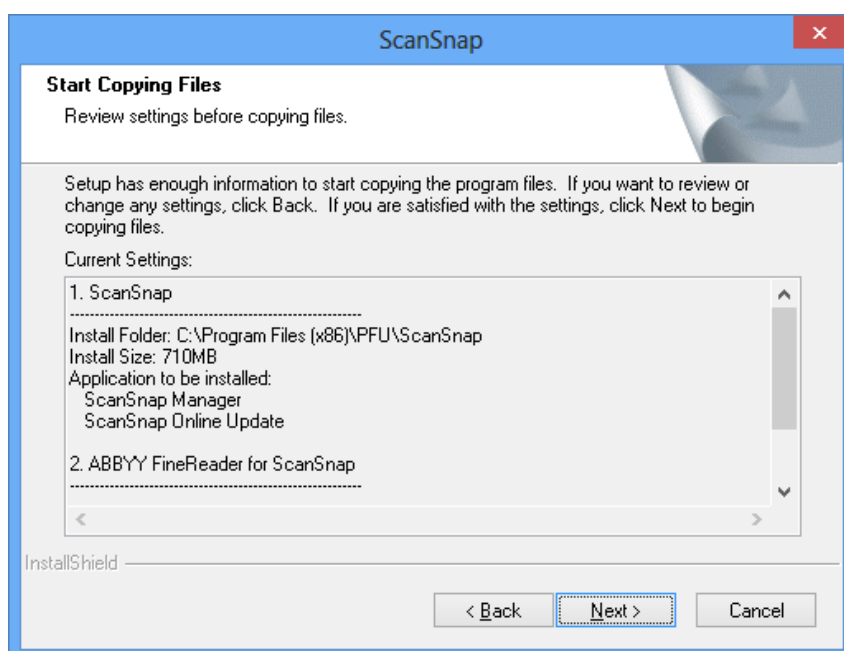 ScanSnap
Start Copying Files
Review settings before copying files.
Setup has enough information to start copying the program files.  If you want to review or
change any settings, click Back.  If you are satisfied with the settings, click Next to begin
copying files.
Current Settings:
1. ScanSnap
----------------------------------------------------------
Install Folder: C:\Program Files (x86)\PFU\ScanSnap
Install Size: 710MB
Application to be installed:
ScanSnap Manager
ScanSnap Online Update
2. ABBYY FineReader for ScanSnap
----------------------------------------------------------
InstallShield
< Back
Next >
Cancel